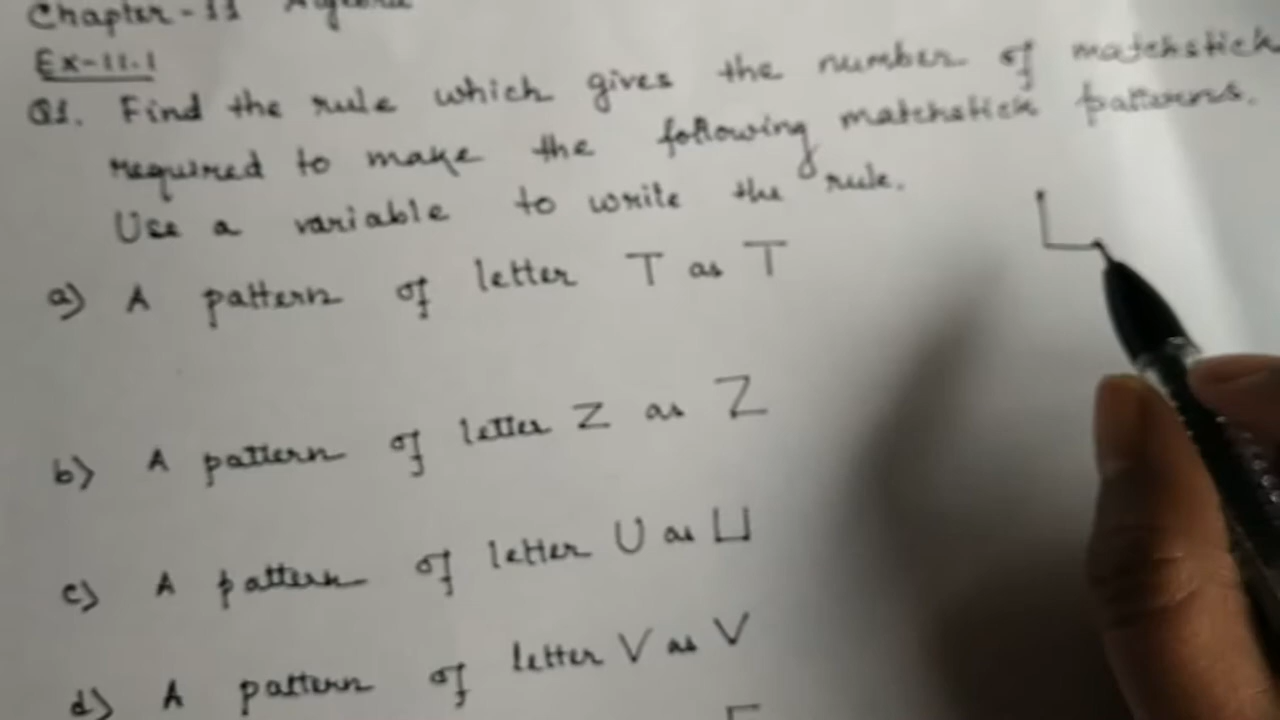 Chapter-11 Algebra
Ex-11.1
Q1. Find the rule which gives the number of matchstick
required to make the following matchstick patterns.
Use a variable to write the rule.
a) A pattern of letter T as T
b) A pattern of letter Z as Z
c) A pattern of letter U as U
d) A pattern of letter V as V